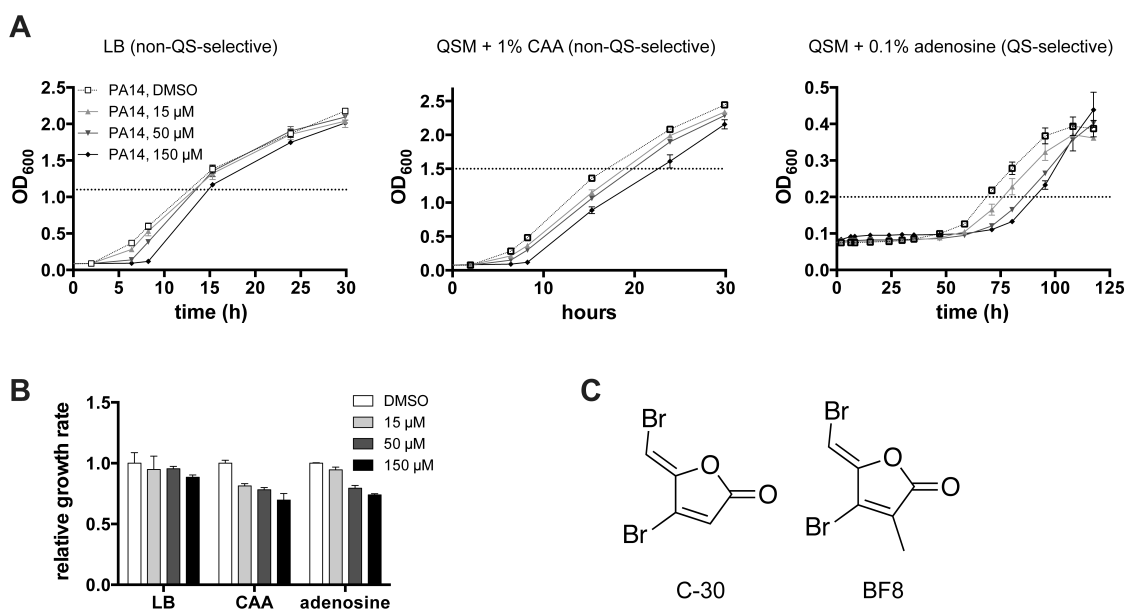 A
LB (non-QS-selective)
QSM + 1% CAA (non-QS-selective)
QSM + 0.1% adenosine (QS-selective)
2.5
2.0
1.5
1.0
0.5
0.0
OD600
PA14, DMSO
PA14, 15 µM
PA14, 50 µM
PA14, 150 µM
0 5 10 15 20 25 30
time (h)
2.5
2.0
1.5
1.0
0.5
0.0
OD600
0 10 20 30
hours
0.5
0.4
0.3
0.2
0.1
0.0
OD600
0 25 50 75 100 125
time (h)
B
1.5
1.0
0.5
0.0
relative growth rate
DMSO
15 µM
50 µM
150 µM
LB CAA adenosine
C
Br
O
O
Br
C-30
Br
O
O
Br
BF8